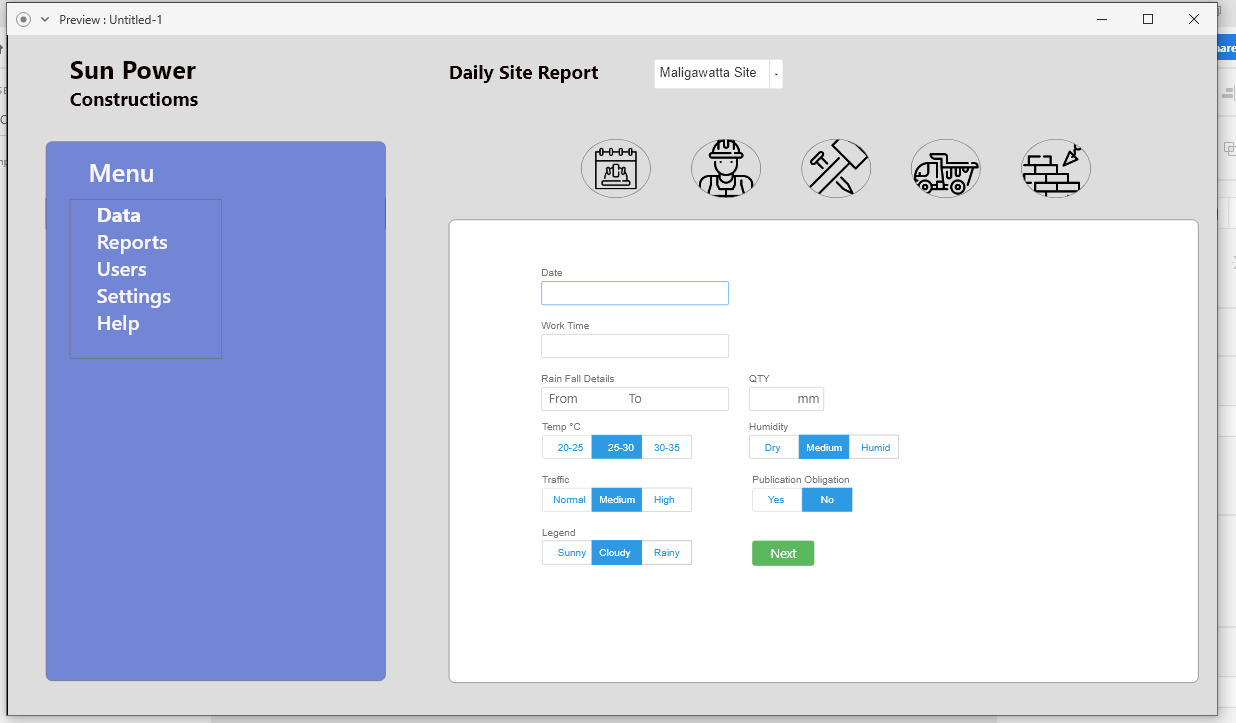 Preview : Untitled-1
Sun Power
Constructioms
Daily Site Report
Maligawatta Site
Menu
Data
Reports
Users
Settings
Help
Date
Work Time
Rain Fall Details
QTY
From To
mm
Temp °C
Humidity
20-25 25-30 30-35
Dry Medium Humid
Traffic
Publication Obligation
Normal Medium High
Yes No
Legend
Sunny Cloudy Rainy
Next